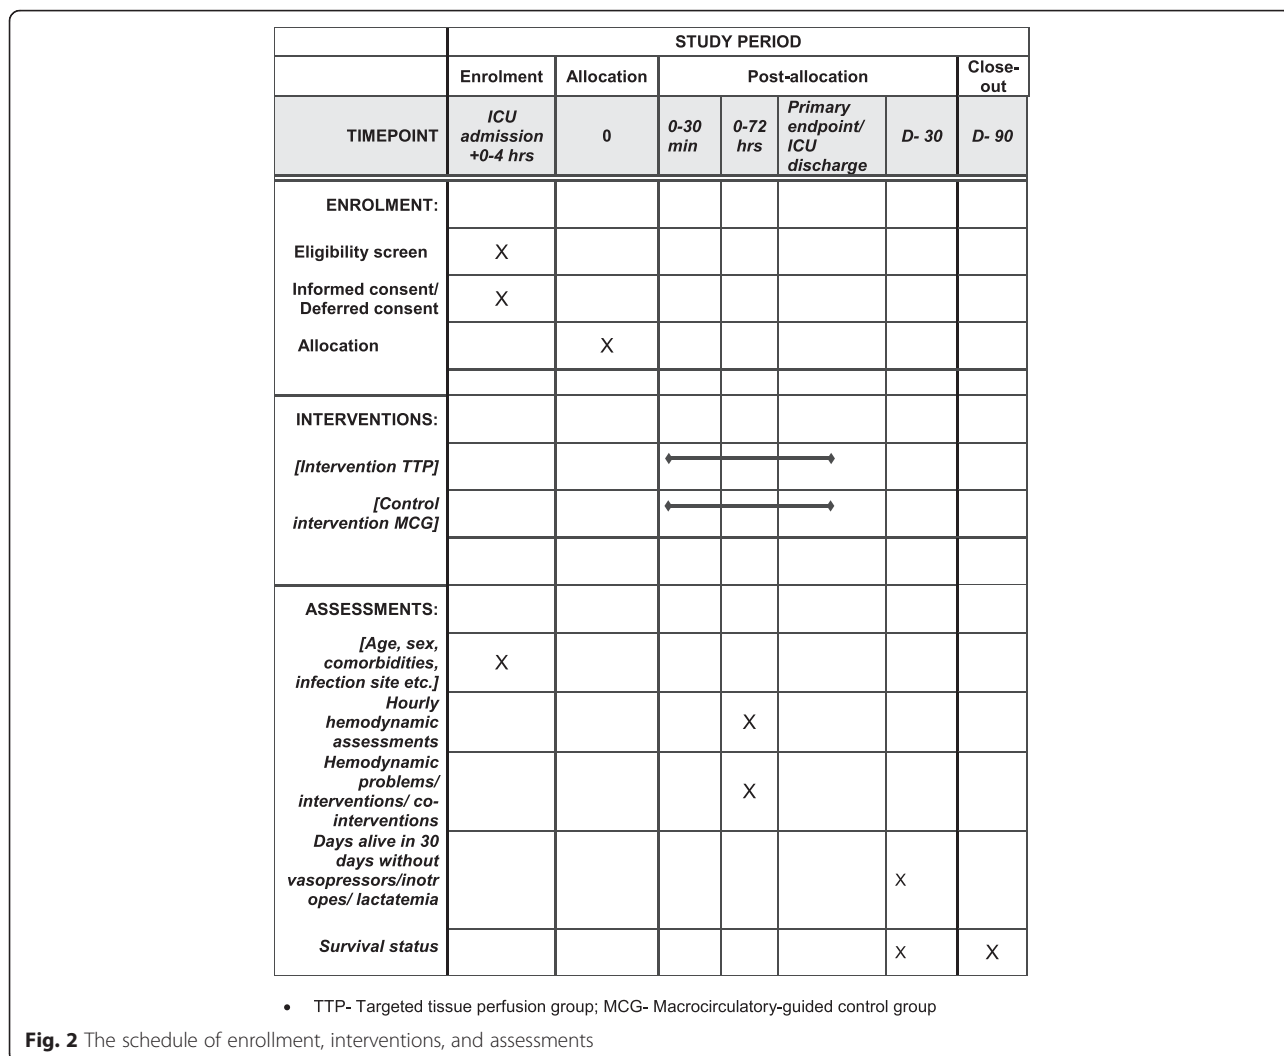 STUDY PERIOD
Enrolment Allocation Post-allocation Close-
out
TIMEPOINT ICU
admission
+0-4 hrs 0 0-30
min 0-72
hrs Primary
endpoint/
ICU
discharge D- 30 D- 90
ENROLMENT:
Eligibility screen X
Informed consent/
Deferred consent X
Allocation X
INTERVENTIONS:
[Intervention TTP]
[Control
intervention MCG]
ASSESSMENTS:
[Age, sex,
comorbidities, X
infection site etc.]
Hourly
hemodynamic X
assessments
Hemodynamic
problems/
interventions/ co- X
interventions
Days alive in 30
days without
vasopressors/inotr X
opes/ lactatemia
Survival status X X
• TTP- Targeted tissue perfusion group; MCG- Macrocirculatory-guided control group
Fig. 2 The schedule of enrollment, interventions, and assessments